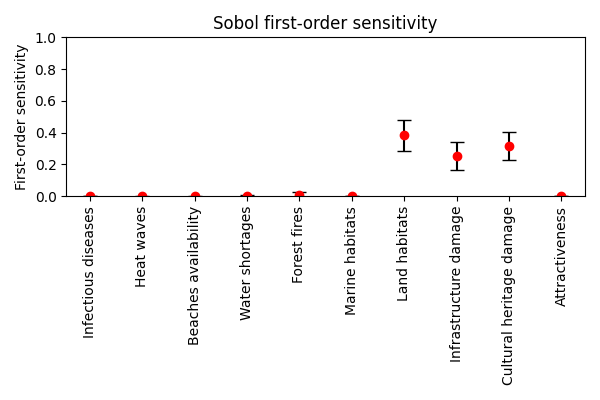 Sobol first-order sensitivity
First-order sensitivity
1.0
0.8
0.6
0.4
0.2
0.0
Infectious diseases
Heat waves
Beaches availability
Water shortages
Forest fires
Marine habitats
Land habitats
Infrastructure damage
Cultural heritage damage
Attractiveness